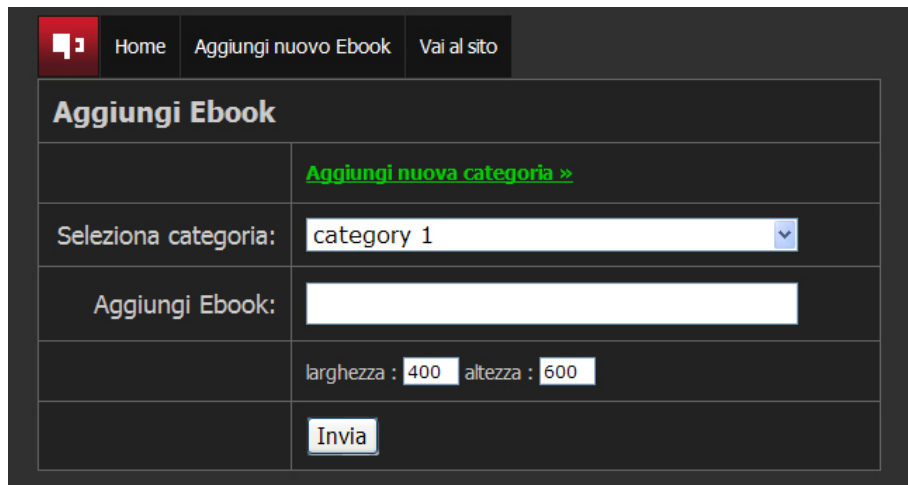 Home Aggiungi nuovo Ebook Vai al sito
Aggiungi Ebook
Aggiungi nuova categoria »
Seleziona categoria: category 1
Aggiungi Ebook:
larghezza : 400 altezza : 600
Invia